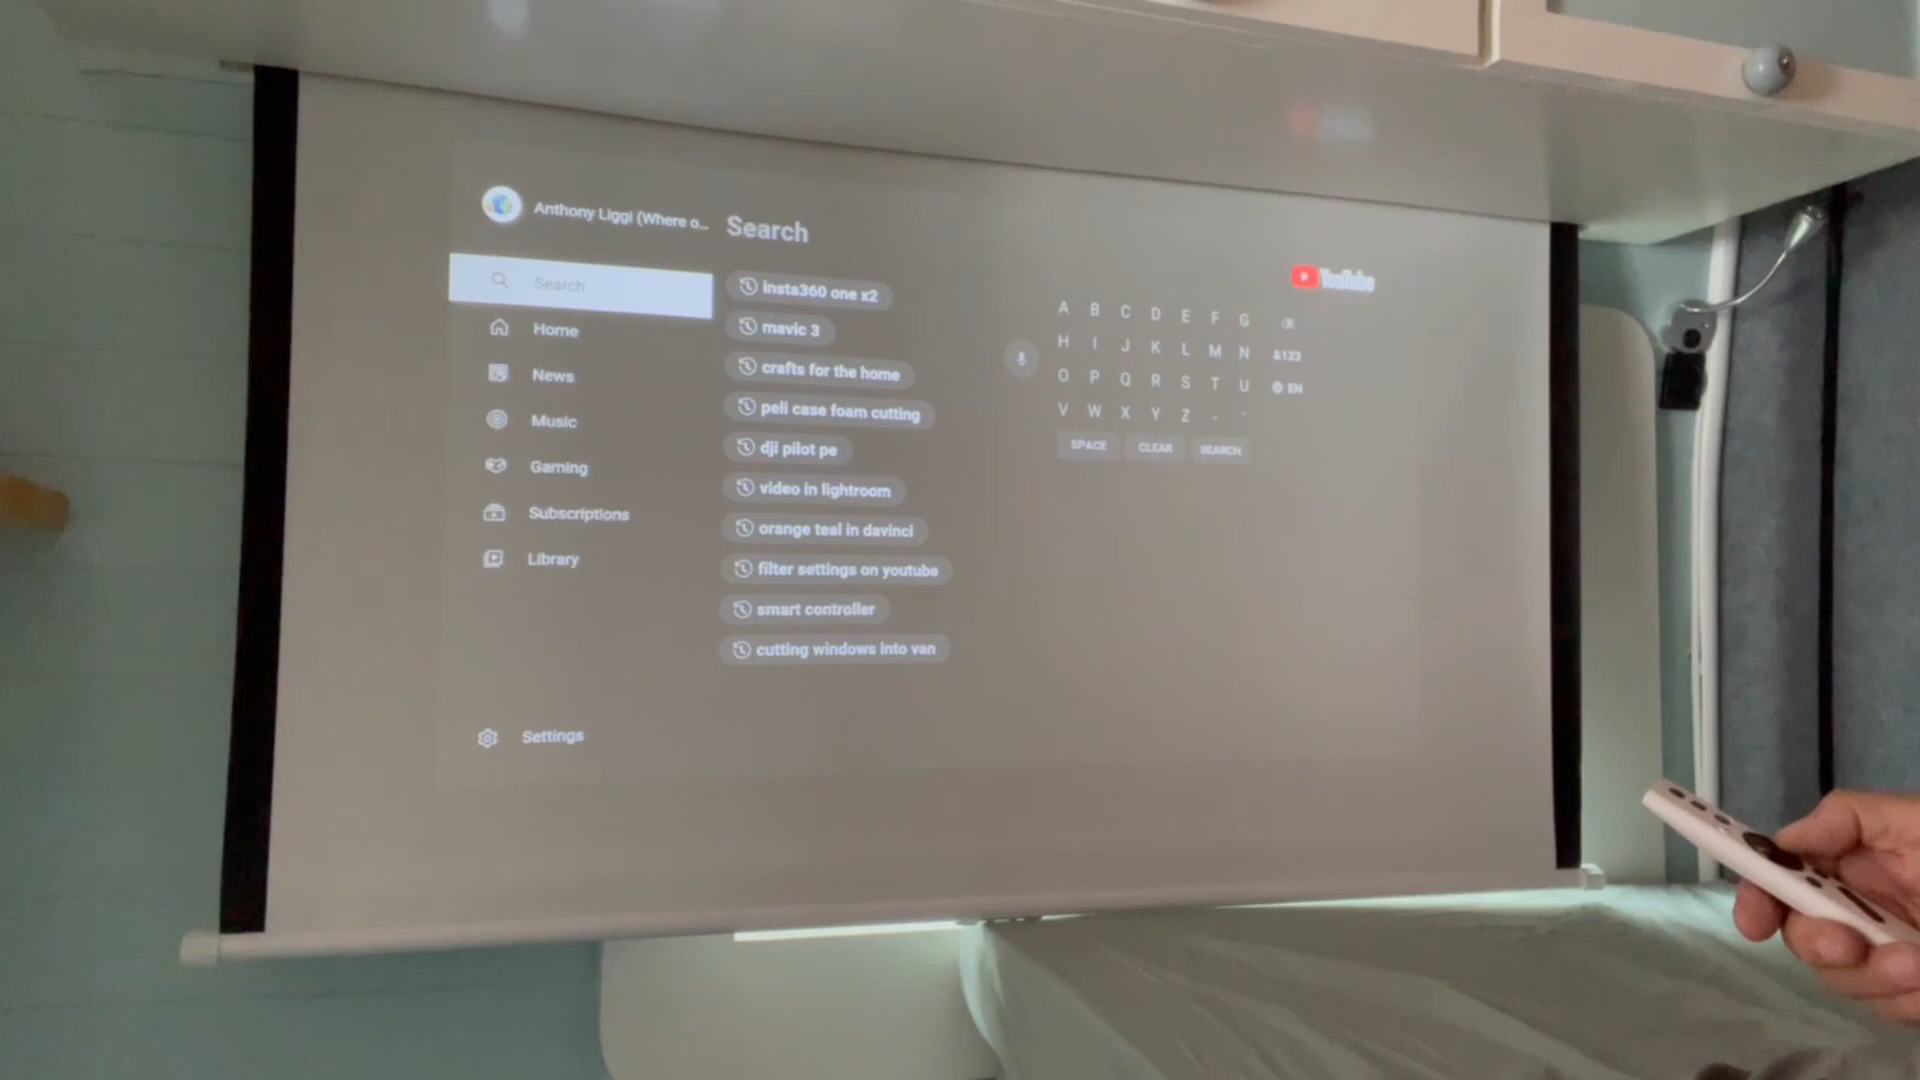 Anthony Liggi (Where o...
Search
Search
Home
News
Music
Gaming
Subscriptions
Library
Settings
insta360 one x2
mavic 3
crafts for the home
peli case foam cutting
dji pilot pe
video in lightroom
orange teal in davinci
filter settings on youtube
smart controller
cutting windows into van
YouTube
A B C D E F G
H I J K L M N &123
O P Q R S T U EN
V W X Y Z - '
SPACE CLEAR SEARCH